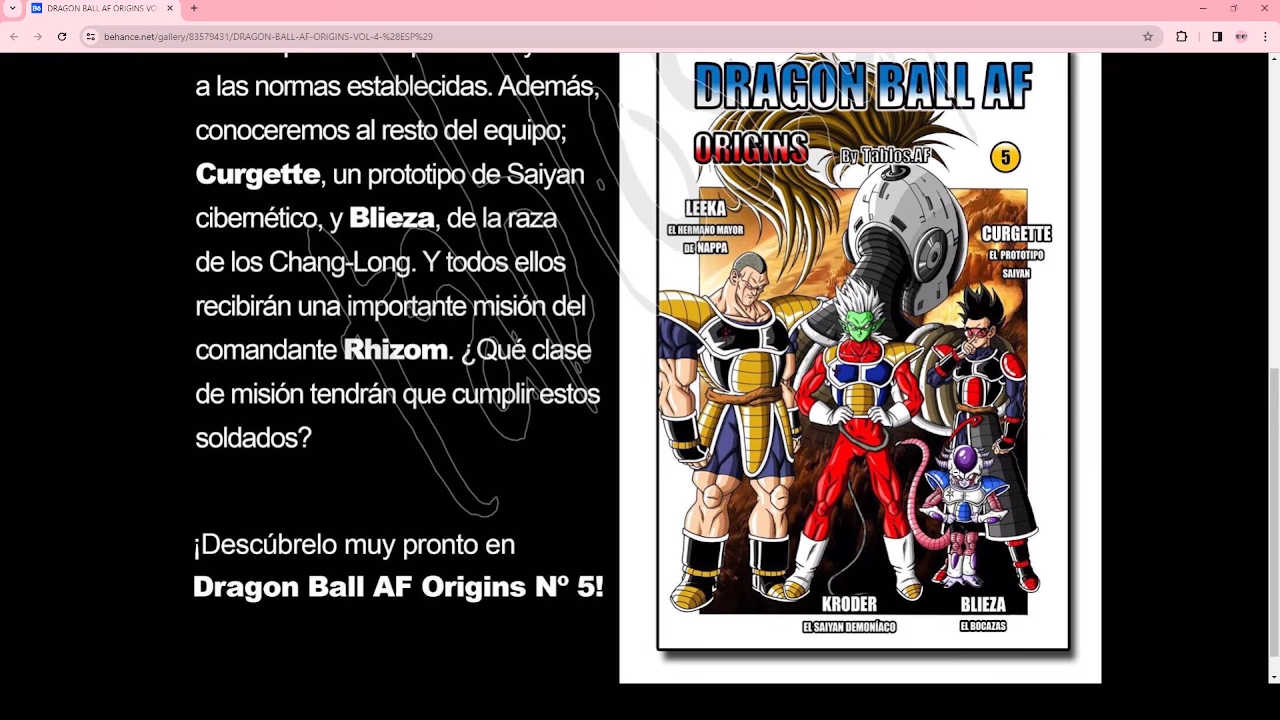 DRAGON BALL AF ORIGINS VO
behance.net/gallery/83579431/DRAGON-BALL-AF-ORIGINS-VOL-4-%28ESP%29
a las normas establecidas. Además,
conoceremos al resto del equipo;
Curgette, un prototipo de Saiyan
cibernético, y Blieza, de la raza
de los Chang-Long. Y todos ellos
recibirán una importante misión del
comandante Rhizom. ¿Qué clase
de misión tendrán que cumplir estos
soldados?
¡Descúbrelo muy pronto en
Dragon Ball AF Origins Nº 5!
DRAGON BALL AF
ORIGINS
By Tablos.AF
5
LEEKA
EL HERMANO MAYOR
DE NAPPA
CURGETTE
EL PROTOTIPO
SAIYAN
KRODER
EL SAIYAN DEMONÍACO
BLIEZA
EL BOCAZAS